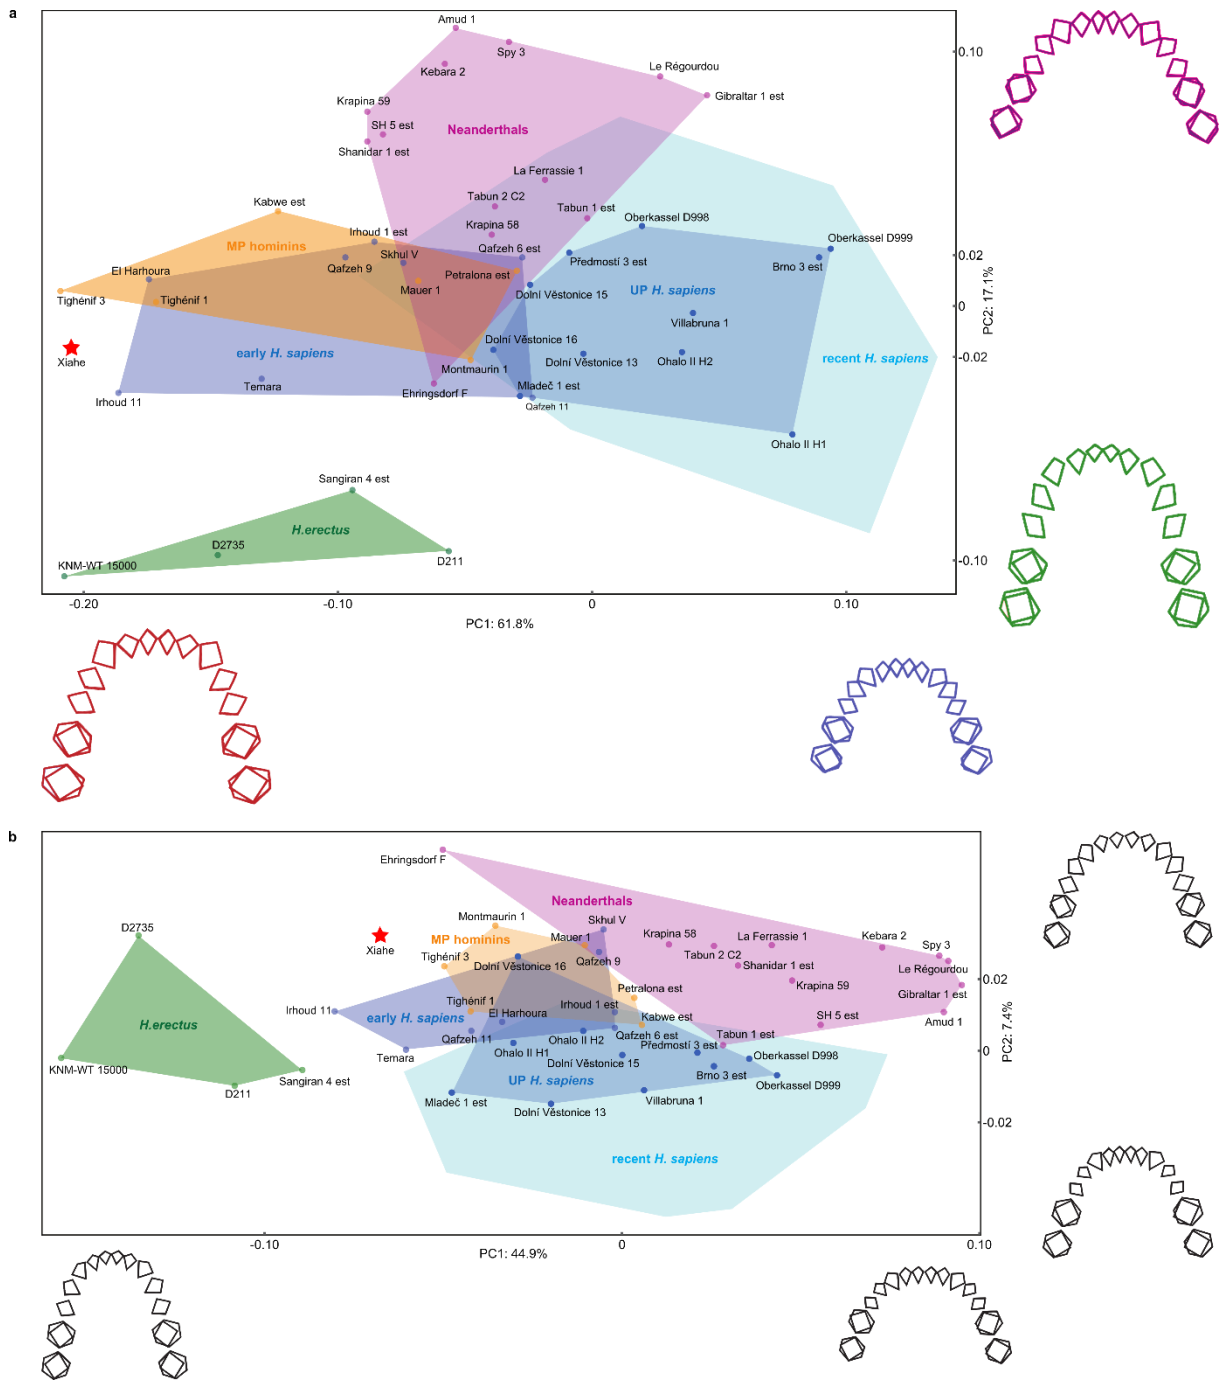 a
Amud 1
0.10
Spy 3
Le Régourdou
Kebara 2
Gibraltar 1 est
Krapina 59
SH 5 est
Neanderthals
Shanidar 1 est
La Ferrassie 1
Tabun 2 C2
Kabwe est
Tabun 1 est
Oberkassel D998
Krapina 58
Irhoud 1 est
MP hominins
Qafzeh 6 est
Oberkassel D999
Skhul V
0.02
El Harhoura
Qafzeh 9
Předmostí 3 est
Brno 3 est
Petralona est
Mauer 1
UP H. sapiens
Tighénif 3
Tighénif 1
Dolní Věstonice 15
0
PC2: 17.1%
Villabruna 1
Dolní Věstonice 16
early H. sapiens
-0.02
Xiahe
Dolní Věstonice 13
Ohalo II H2
recent H. sapiens
Montmaurin 1
Temara
Mladeč 1 est
Ehringsdorf F
Irhoud 11
Qafzeh 11
Ohalo II H1
Sangiran 4 est
H.erectus
D2735
D211
-0.10
KNM-WT 15000
-0.20
-0.10
0
0.10
PC1: 61.8%
b
Ehringsdorf F
Neanderthals
Montmaurin 1
Skhul V
D2735
Krapina 58
La Ferrassie 1
MP hominins
Mauer 1
Kebara 2
Spy 3
Xiahe
Tabun 2 C2
Tighénif 3
Qafzeh 9
Shanidar 1 est
Le Régourdou
Dolní Věstonice 16
0.02
Krapina 59
Petralona est
Gibraltar 1 est
Tighénif 1
Irhoud 1 est
Irhoud 11
El Harhoura
SH 5 est
early H. sapiens
Kabwe est
Amud 1
H.erectus
Qafzeh 11
Qafzeh 6 est
Tabun 1 est
Ohalo II H2
Předmostí 3 est
Temara
Ohalo II H1
0
PC2: 7.4%
Oberkassel D998
Dolní Věstonice 15
KNM-WT 15000
Brno 3 est
Sangiran 4 est
UP H. sapiens
Oberkassel D999
D211
Mladeč 1 est
Villabruna 1
Dolní Věstonice 13
-0.02
recent H. sapiens
-0.10
0
0.10
PC1: 44.9%